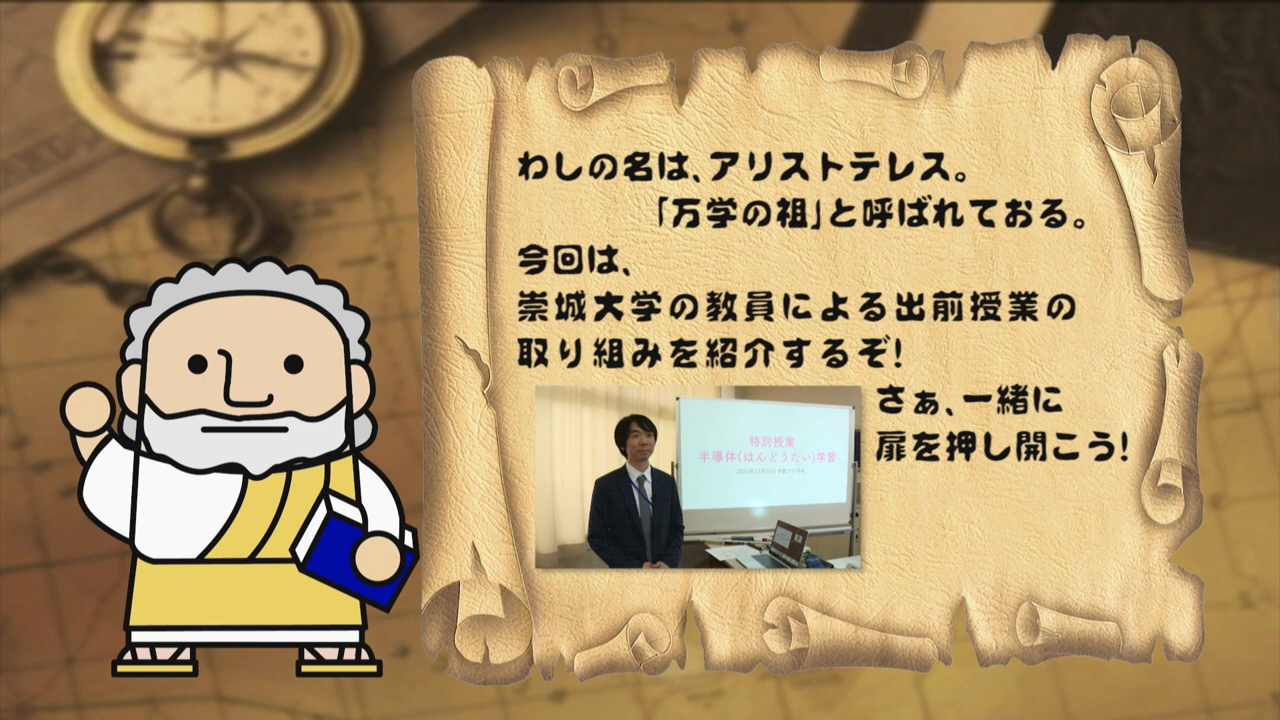 わしの名は、アリストテレス。
「万学の祖」と呼ばれておる。
今回は、
崇城大学の教員による出前授業の
取り組みを紹介するぞ!
さぁ、一緒に
扉を押し開こう!
特別授業
半導体(はんどうたい)学習